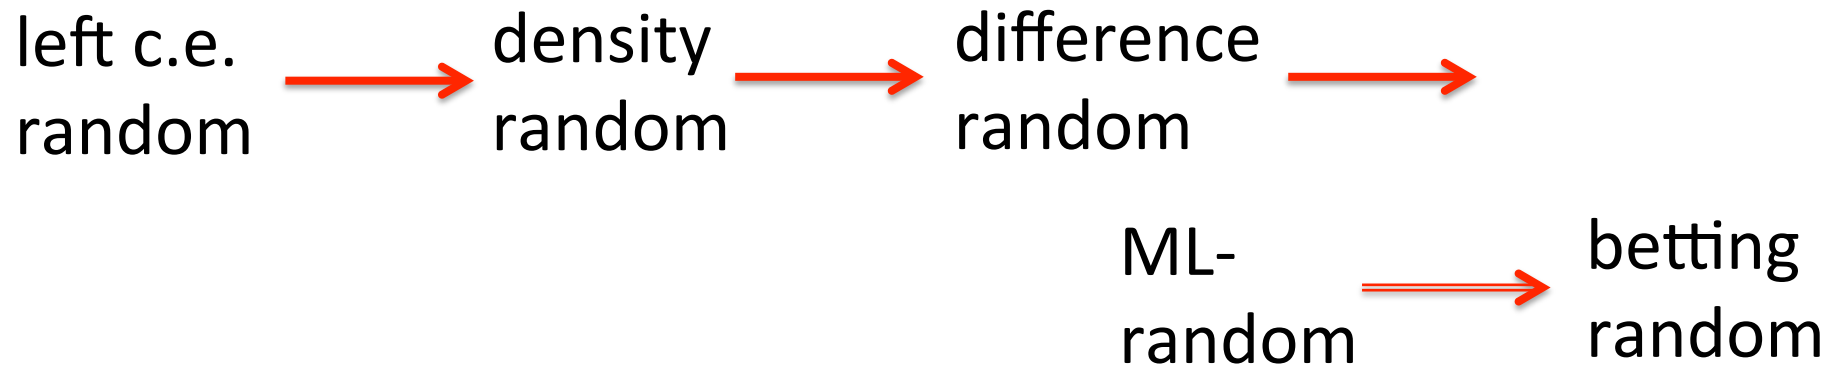 left c.e.
random
density
random
difference
random
ML-
random
betting
random